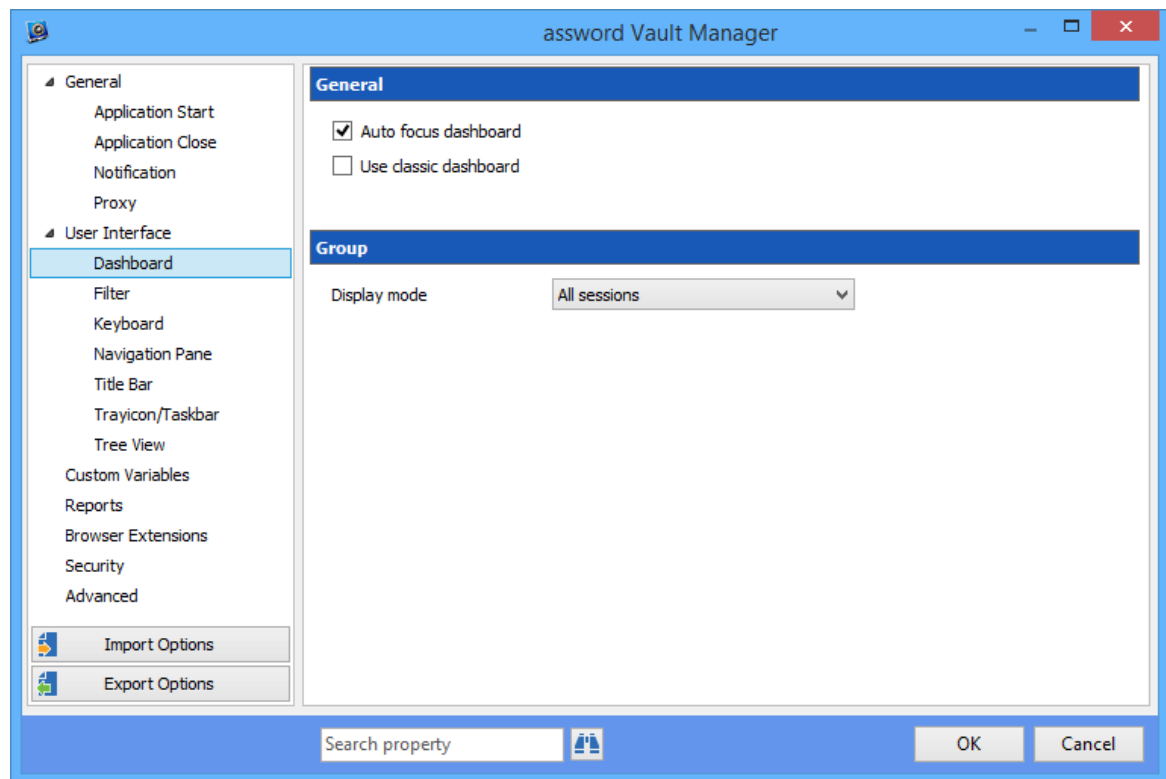 assword Vault Manager
General
Application Start
Application Close
Notification
Proxy
User Interface
Dashboard
Filter
Keyboard
Navigation Pane
Title Bar
Trayicon/Taskbar
Tree View
Custom Variables
Reports
Browser Extensions
Security
Advanced
Import Options
Export Options
General
Auto focus dashboard
Use classic dashboard
Group
Display mode All sessions
Search property
OK Cancel